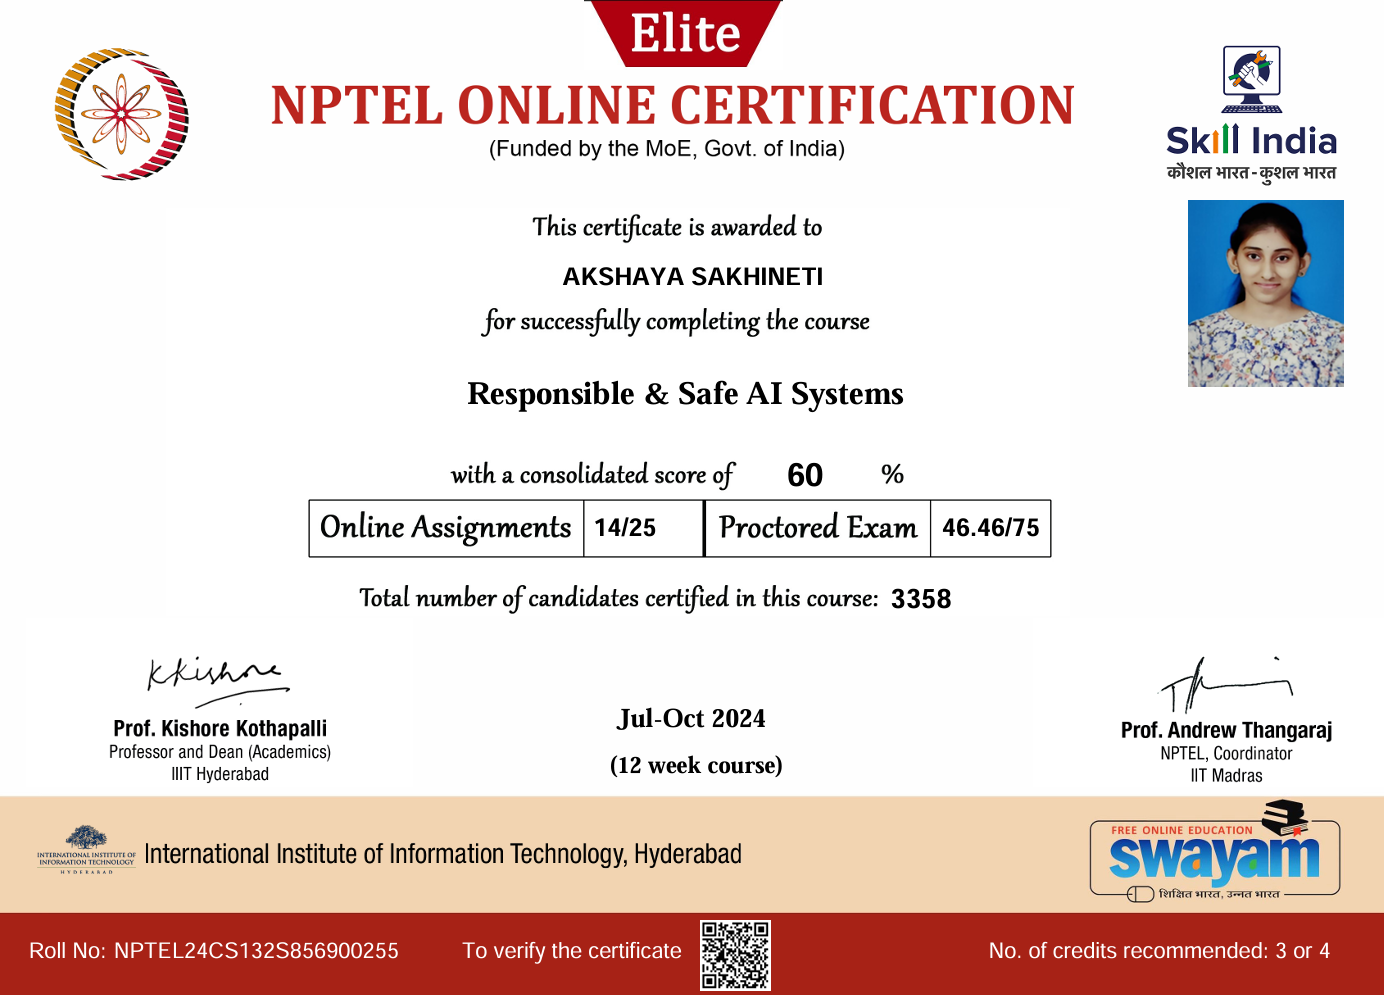 Elite
NPTEL ONLINE CERTIFICATION
(Funded by the MoE, Govt. of India)
Skill India
कौशल भारत - कुशल भारत
This certificate is awarded to
AKSHAYA SAKHINETI
for successfully completing the course
Responsible & Safe AI Systems
with a consolidated score of 60 %
Online Assignments 14/25 Proctored Exam 46.46/75
Total number of candidates certified in this course: 3358
KKishore
Prof. Kishore Kothapalli
Professor and Dean (Academics)
IIIT Hyderabad
Jul-Oct 2024
(12 week course)
Prof. Andrew Thangaraj
NPTEL, Coordinator
IIT Madras
INTERNATIONAL INSTITUTE OF
INFORMATION TECHNOLOGY
HYDERABAD
International Institute of Information Technology, Hyderabad
FREE ONLINE EDUCATION
swayam
शिक्षित भारत, उन्नत भारत
Roll No: NPTEL24CS132S856900255
To verify the certificate
No. of credits recommended: 3 or 4